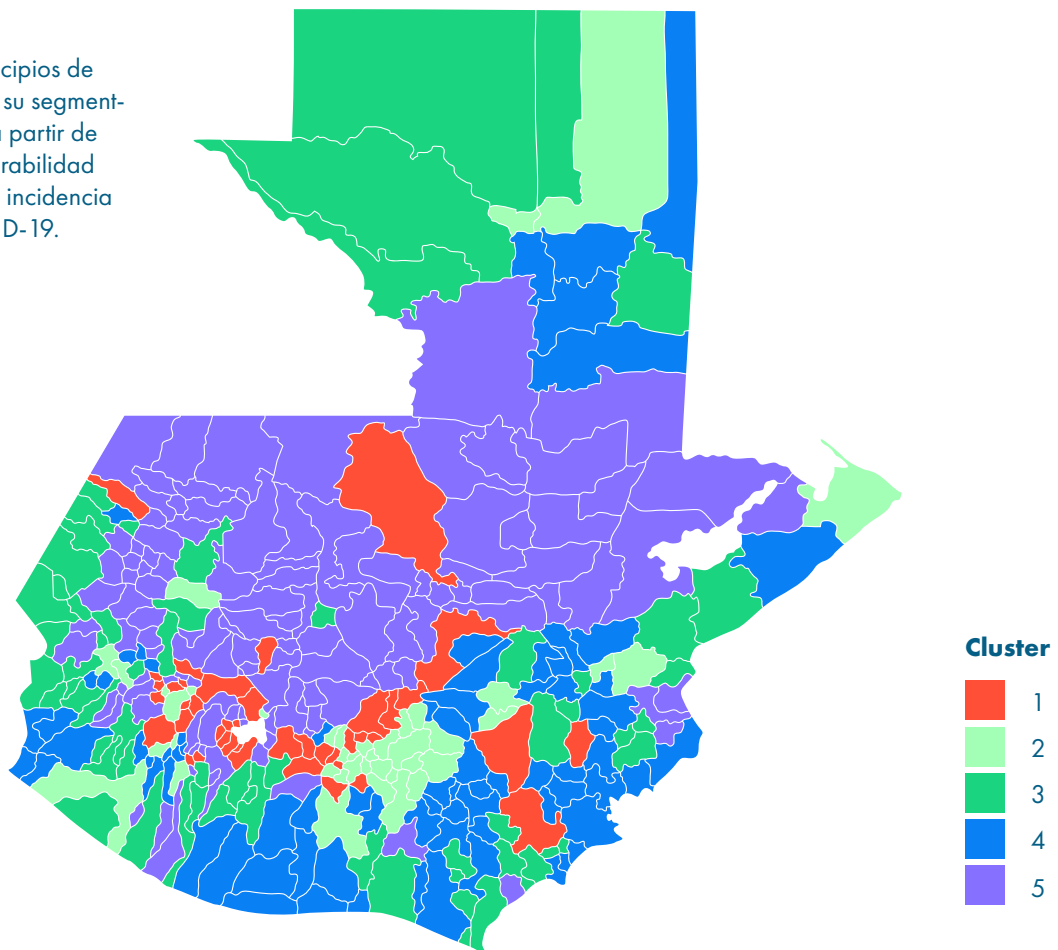 cipios de
su segment-
partir de
rabilidad
incidencia
D-19.
Cluster
1
2
3
4
5